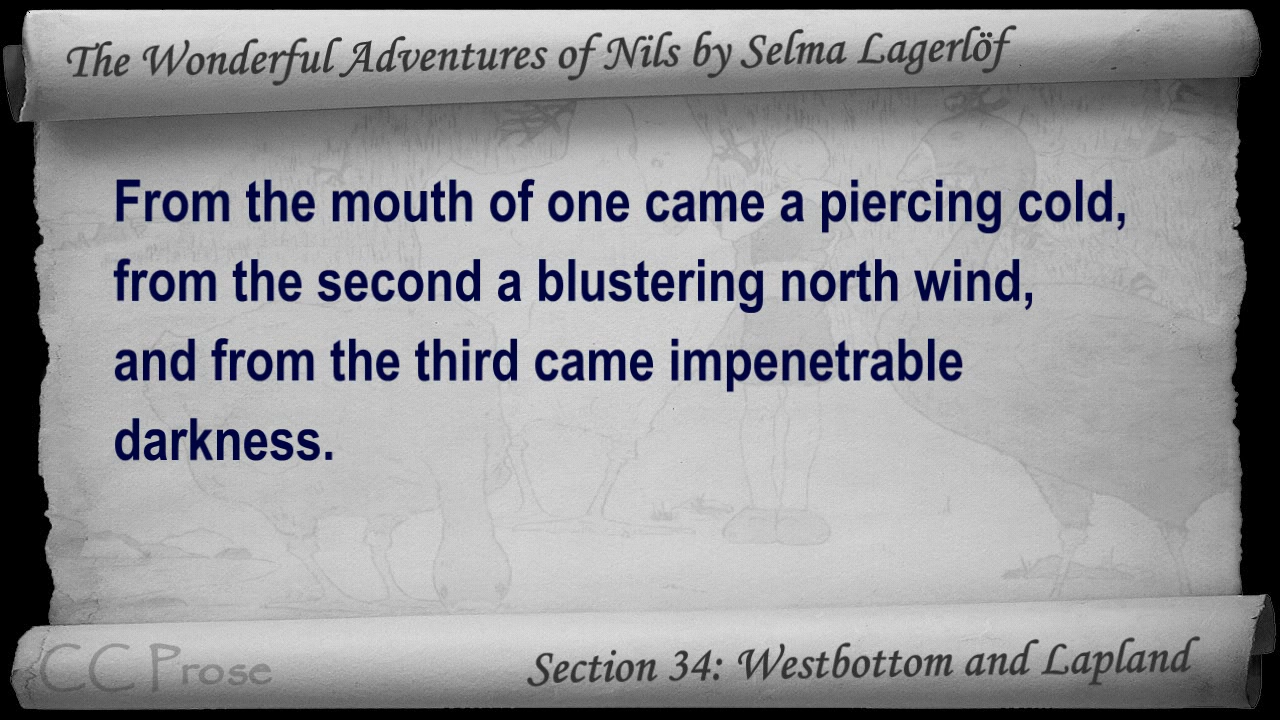 The Wonderful Adventures of Nils by Selma Lagerlöf
From the mouth of one came a piercing cold,
from the second a blustering north wind,
and from the third came impenetrable
darkness.
CC Prose
Section 34: Westbottom and Lapland